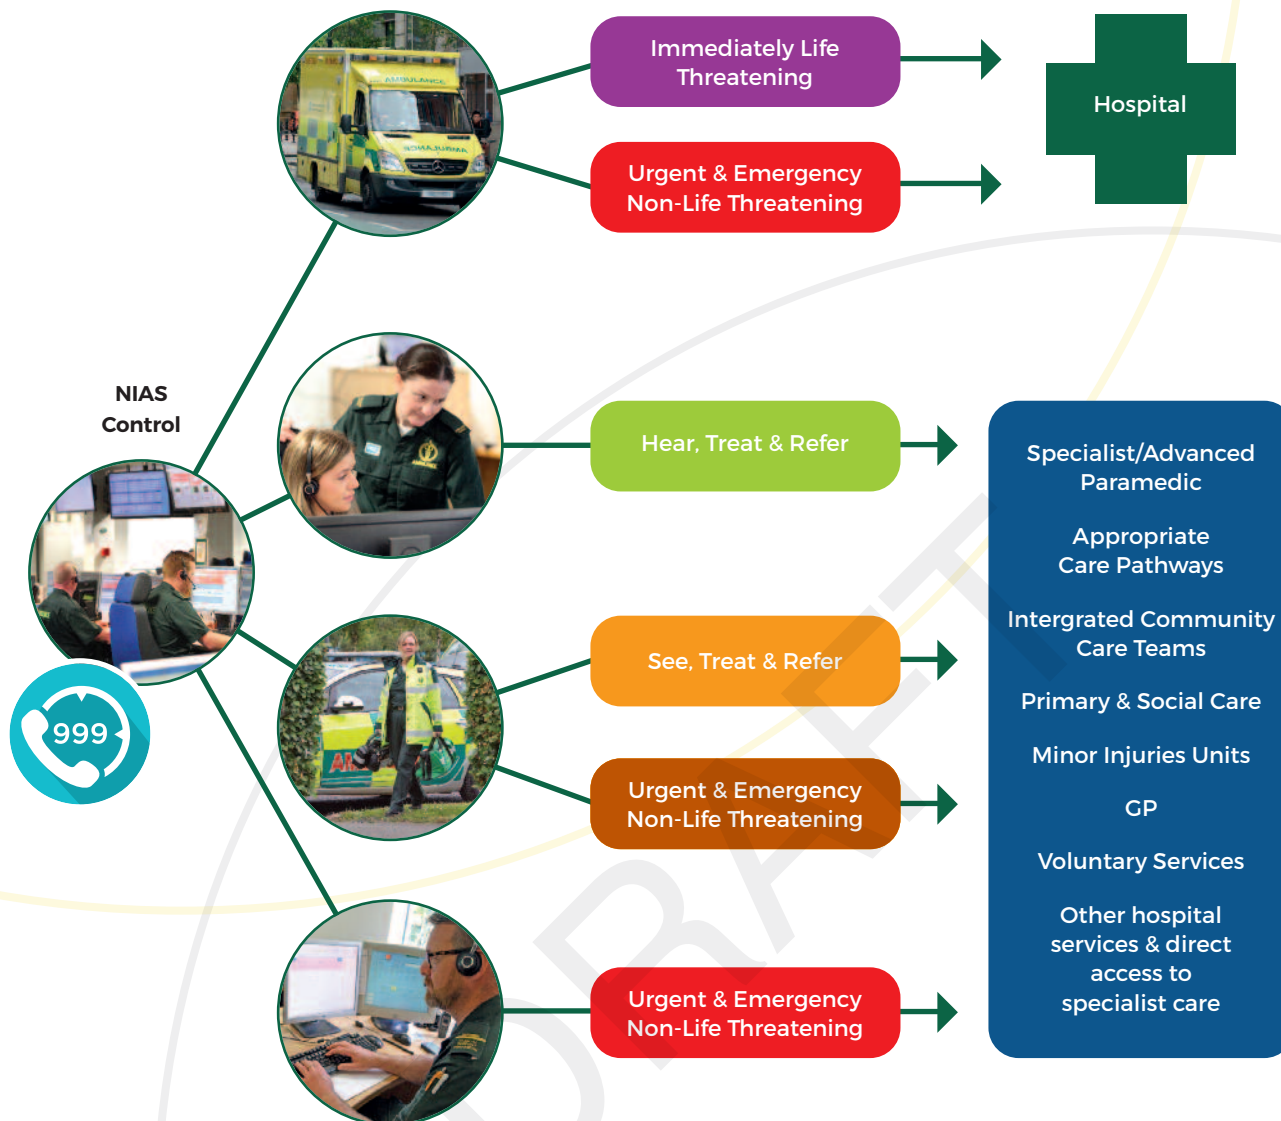 Immediately Life
Threatening
Hospital
Urgent & Emergency
Non-Life Threatening
AMBULANCE
AMBULANCE
NIAS
Control
Hear, Treat & Refer
See, Treat & Refer
Urgent & Emergency
Non-Life Threatening
999
Urgent & Emergency
Non-Life Threatening
Specialist/Advanced
Paramedic
Appropriate
Care Pathways
Intergrated Community
Care Teams
Primary & Social Care
Minor Injuries Units
GP
Voluntary Services
Other hospital
services & direct
access to
specialist care
DRAFT